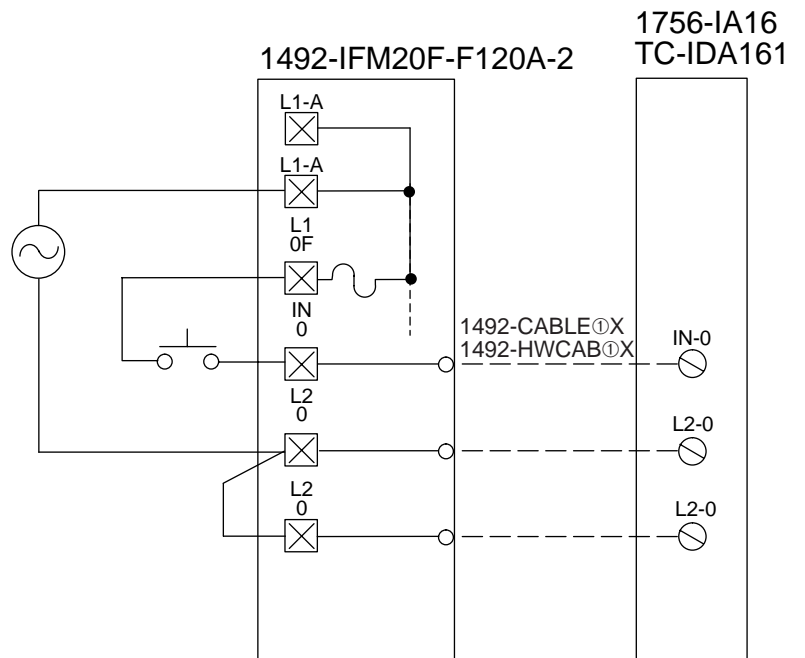 1756-IA16
TC-IDA161
1492-IFM20F-F120A-2
L1-A
L1-A
L1
0F
IN
0
1492-CABLE①X
1492-HWCAB①X
IN-0
L2
0
L2-0
L2
0
L2-0